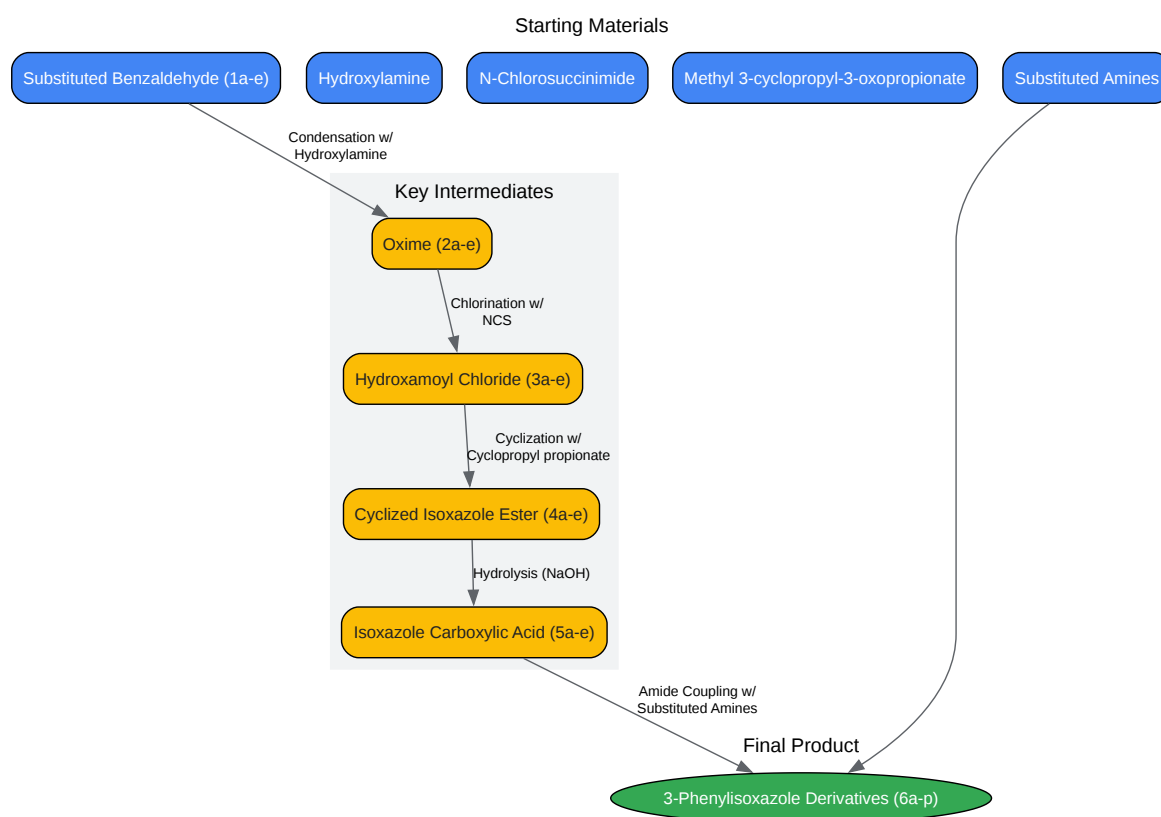 Starting Materials
Substituted Benzaldehyde (1a-e)
Hydroxylamine
N-Chlorosuccinimide
Methyl 3-cyclopropyl-3-oxopropionate
Substituted Amines
Condensation w/
Hydroxylamine
Key Intermediates
Oxime (2a-e)
Chlorination w/
NCS
Hydroxamoyl Chloride (3a-e)
Cyclization w/
Cyclopropyl propionate
Cyclized Isoxazole Ester (4a-e)
Hydrolysis (NaOH)
Isoxazole Carboxylic Acid (5a-e)
Amide Coupling w/
Substituted Amines
Final Product
3-Phenylisoxazole Derivatives (6a-p)